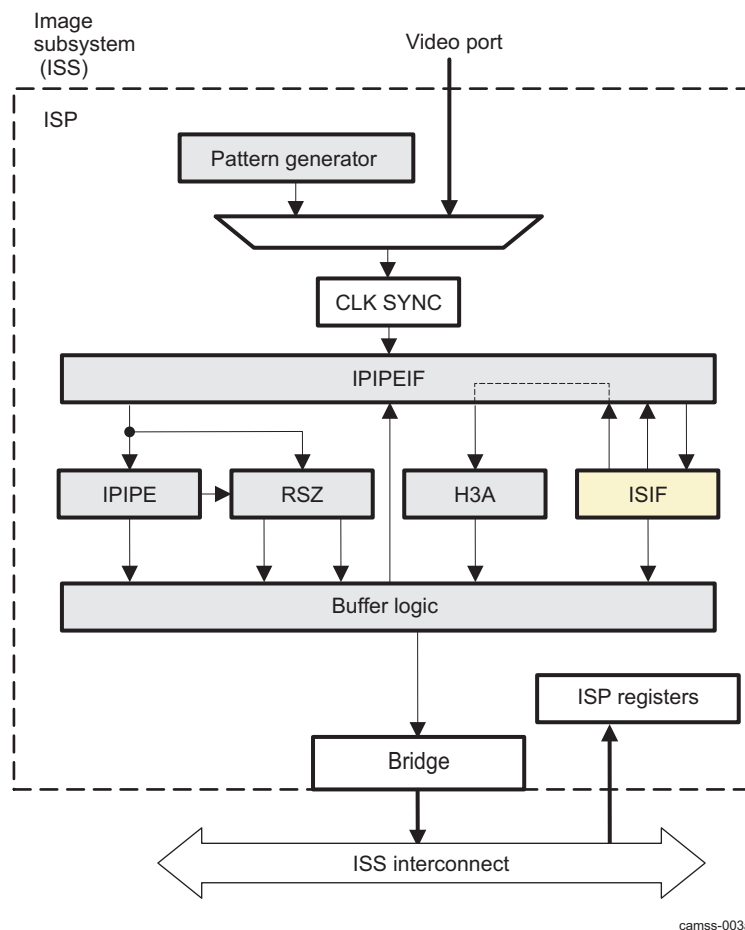 Image
subsystem
(ISS)
Video port
ISP
Pattern generator
CLK SYNC
IPIPEIF
IPIPE
RSZ
H3A
ISIF
Buffer logic
ISP registers
Bridge
ISS interconnect